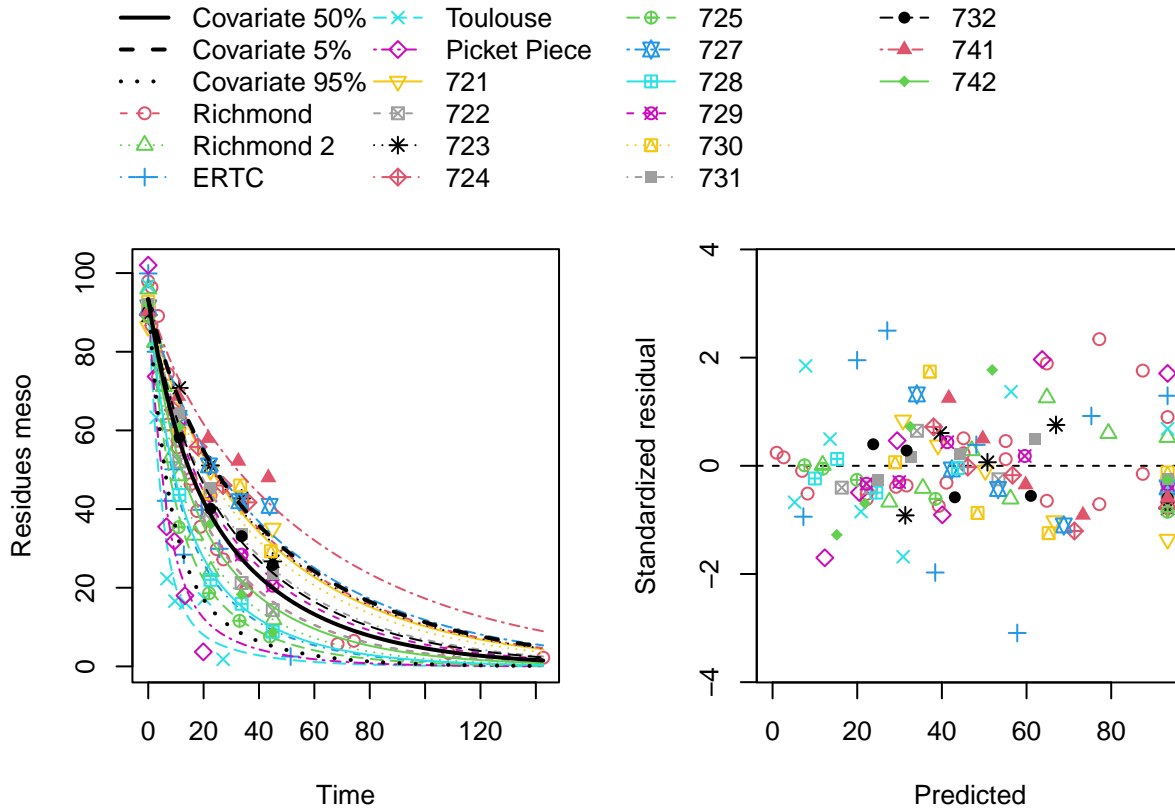 Covariate 50%
Covariate 5%
Covariate 95%
Richmond
Richmond 2
ERTC
Toulouse
Picket Piece
721
722
723
724
725
727
728
729
730
731
732
741
742
Residues meso
100
80
60
40
20
0
0 20 40 60 80 120
Time
Standardized residual
4
2
0
−2
−4
0 20 40 60 80
Predicted